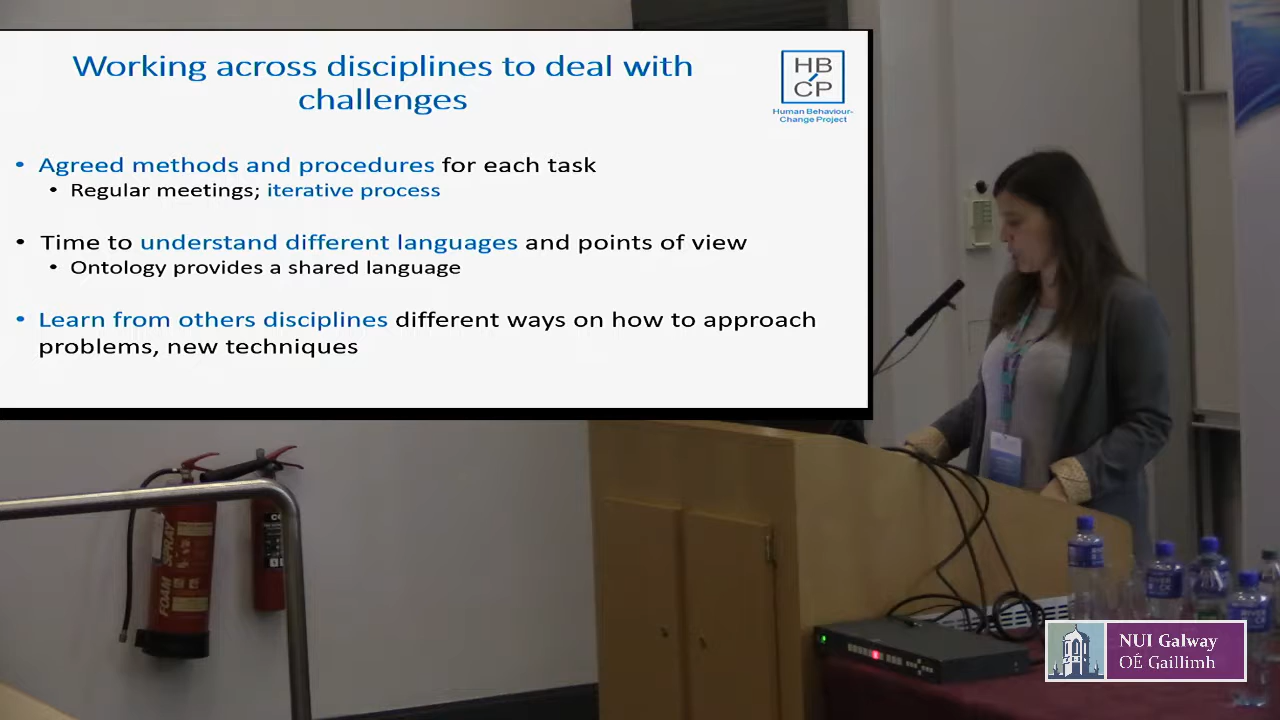 Working across disciplines to deal with
challenges
HB
CP
Human Behaviour-
Change Project
• Agreed methods and procedures for each task
• Regular meetings; iterative process
• Time to understand different languages and points of view
• Ontology provides a shared language
• Learn from others disciplines different ways on how to approach
problems, new techniques
FOAM SPRAY
NUI Galway
OÉ Gaillimh